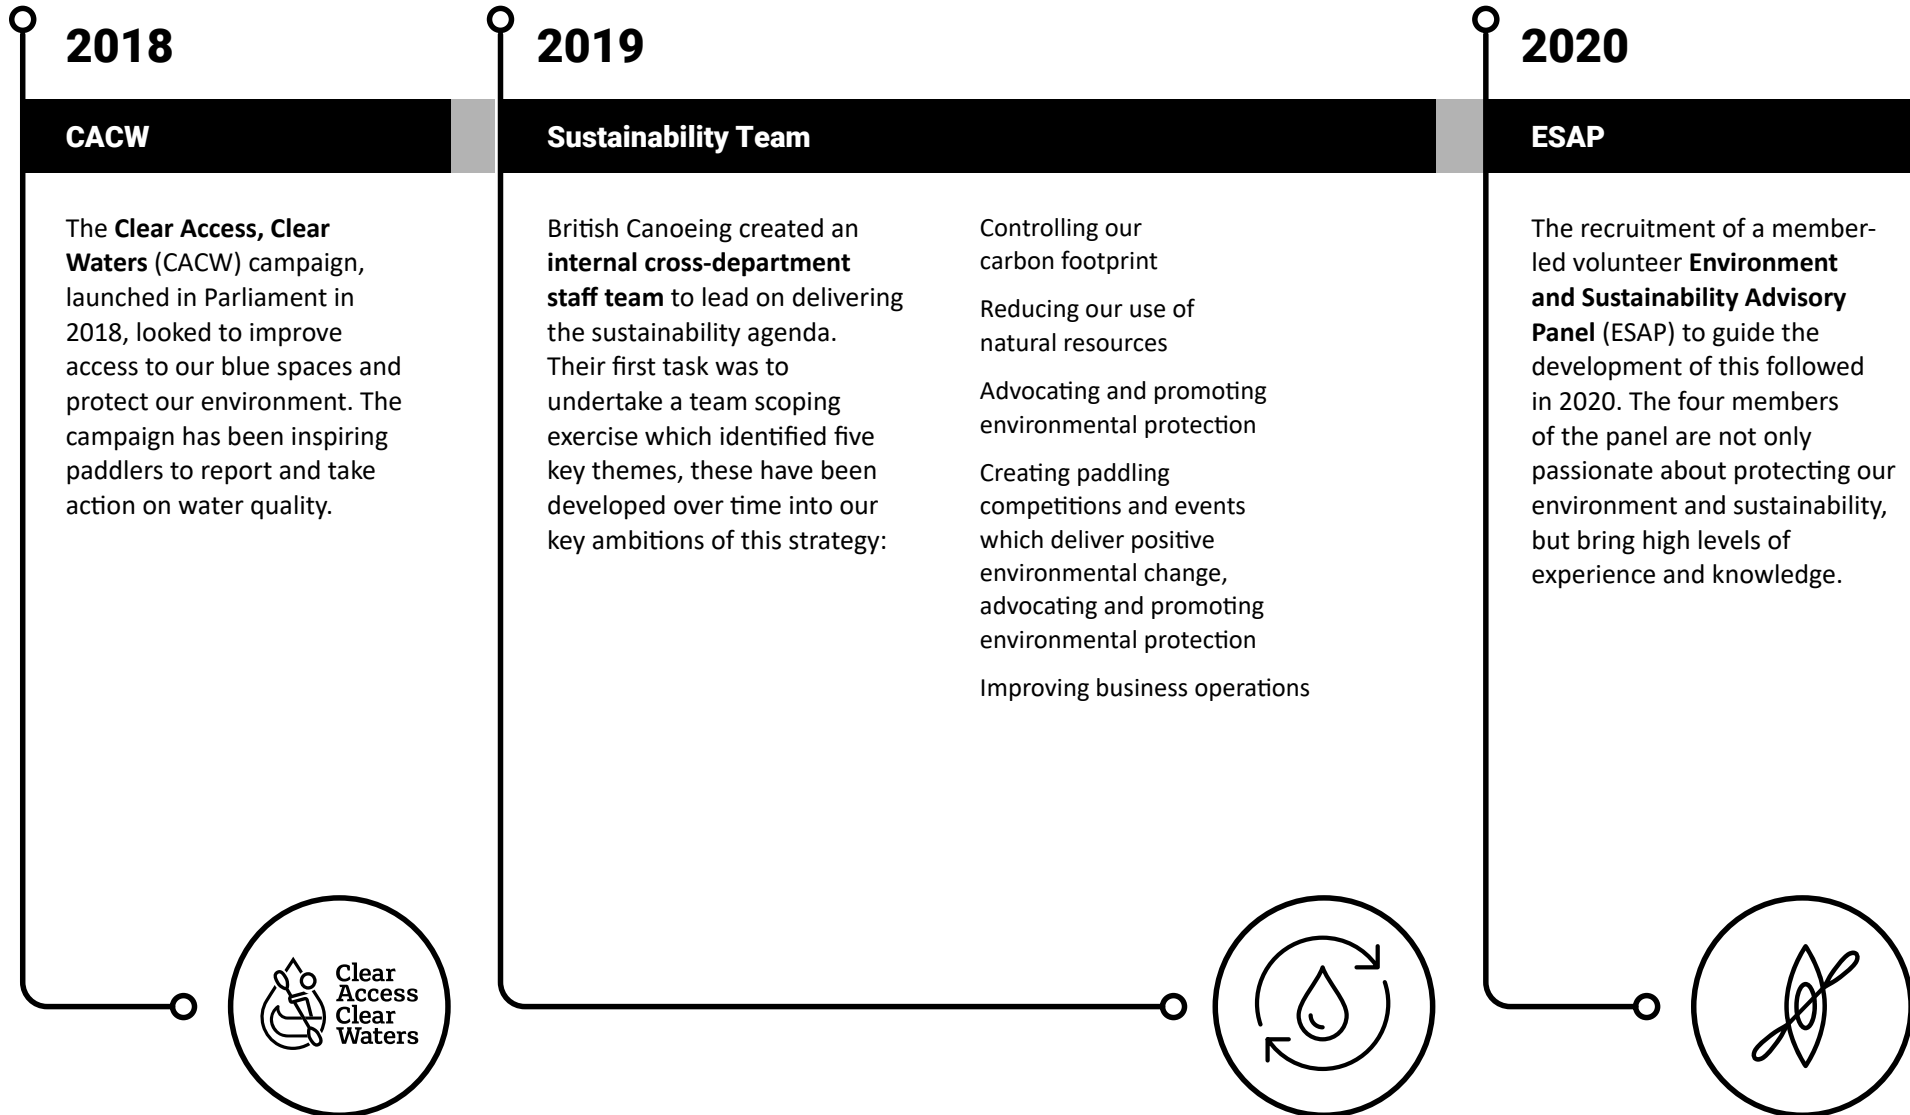 2018
CACW
The Clear Access, Clear
Waters (CACW) campaign,
launched in Parliament in
2018, looked to improve
access to our blue spaces and
protect our environment. The
campaign has been inspiring
paddlers to report and take
action on water quality.
Clear
Access
Clear
Waters
2019
Sustainability Team
British Canoeing created an
internal cross-department
staff team to lead on delivering
the sustainability agenda.
Their first task was to
undertake a team scoping
exercise which identified five
key themes, these have been
developed over time into our
key ambitions of this strategy:
Controlling our
carbon footprint
Reducing our use of
natural resources
Advocating and promoting
environmental protection
Creating paddling
competitions and events
which deliver positive
environmental change,
advocating and promoting
environmental protection
Improving business operations
2020
ESAP
The recruitment of a member-
led volunteer Environment
and Sustainability Advisory
Panel (ESAP) to guide the
development of this followed
in 2020. The four members
of the panel are not only
passionate about protecting our
environment and sustainability,
but bring high levels of
experience and knowledge.